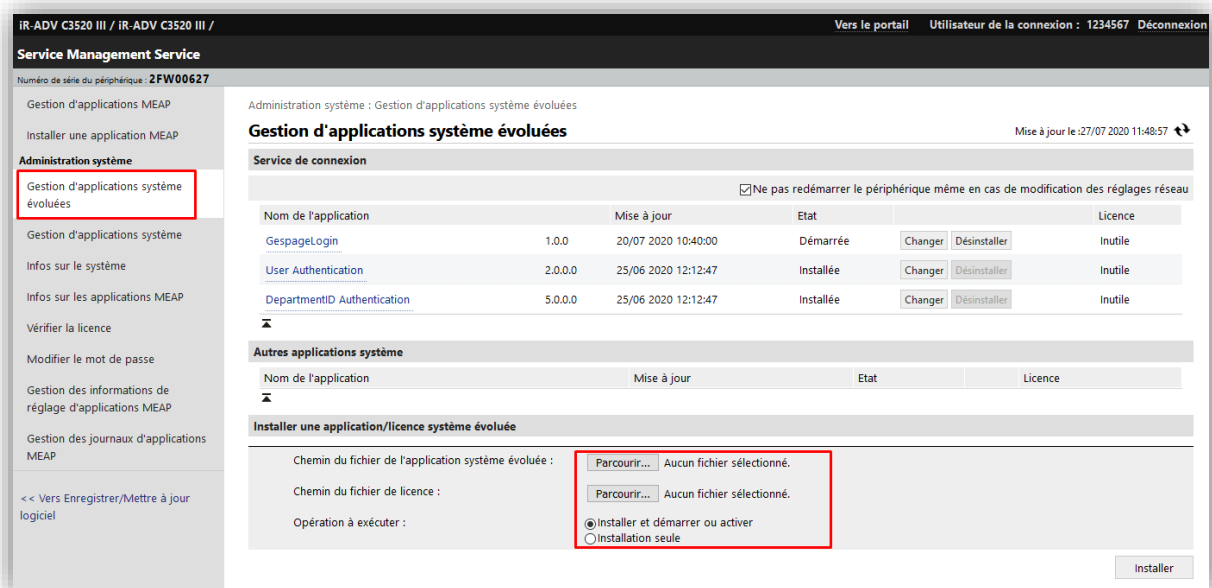 iR-ADV C3520 III / iR-ADV C3520 III /
Vers le portail Utilisateur de la connexion : 1234567 Déconnexion
Service Management Service
Numéro de série du périphérique : 2FW00627
Gestion d'applications MEAP
Installer une application MEAP
Administration système
Gestion d'applications système
évoluées
Gestion d'applications système
Infos sur le système
Infos sur les applications MEAP
Vérifier la licence
Modifier le mot de passe
Gestion des informations de
réglage d'applications MEAP
Gestion des journaux d'applications
MEAP
<< Vers Enregistrer/Mettre à jour
logiciel
Administration système : Gestion d'applications système évoluées
Gestion d'applications système évoluées
Mise à jour le :27/07 2020 11:48:57
Service de connexion
Ne pas redémarrer le périphérique même en cas de modification des réglages réseau
Nom de l'application Mise à jour Etat Licence
GespageLogin 1.0.0 20/07 2020 10:40:00 Démarrée Changer Désinstaller Inutile
User Authentication 2.0.0.0 25/06 2020 12:12:47 Installée Changer Désinstaller Inutile
DepartmentID Authentication 5.0.0.0 25/06 2020 12:12:47 Installée Changer Désinstaller Inutile
Autres applications système
Nom de l'application Mise à jour Etat Licence
Installer une application/licence système évoluée
Chemin du fichier de l'application système évoluée : Parcourir... Aucun fichier sélectionné.
Chemin du fichier de licence : Parcourir... Aucun fichier sélectionné.
Opération à exécuter : Installer et démarrer ou activer
Installation seule
Installer